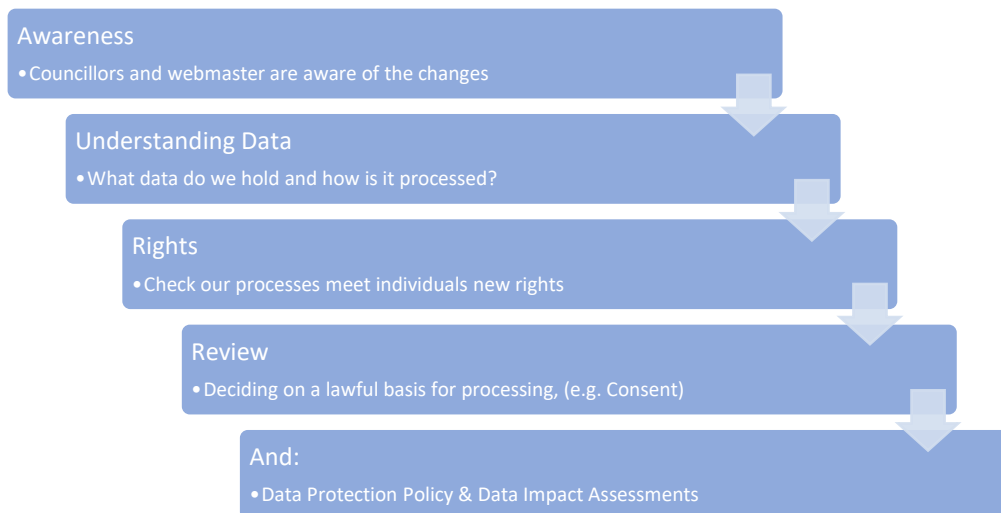 Awareness
•Councillors and webmaster are aware of the changes
Understanding Data
•What data do we hold and how is it processed?
Rights
•Check our processes meet individuals new rights
Review
•Deciding on a lawful basis for processing, (e.g. Consent)
And:
•Data Protection Policy & Data Impact Assessments